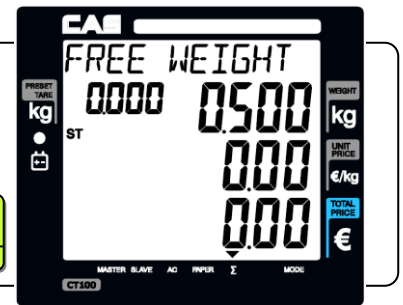 CAS
FREE WEIGHT
PRESET TARE
kg
0.000
0.500
WEIGHT
kg
ST
0.00
UNIT PRICE
€/kg
0.00
TOTAL PRICE
€
MASTER SLAVE AC PAPER Σ MODE
CT100